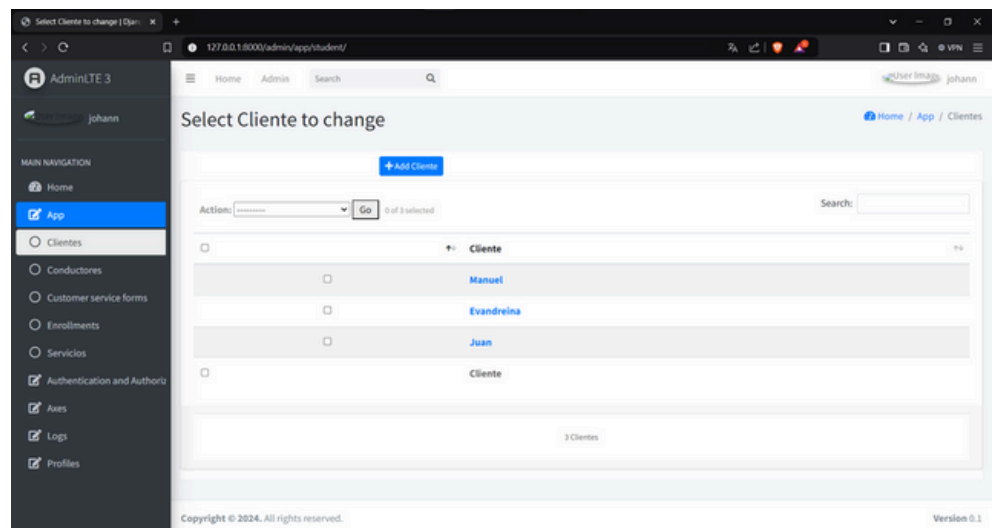 Select Cliente to change | Djan
127.0.0.1:8000/admin/app/student/
VPN
AdminLTE 3
Home Admin Search
User Image johann
johann
Select Cliente to change
Home / App / Clientes
MAIN NAVIGATION
Home
App
Clientes
Conductores
Customer service forms
Enrollments
Servicios
Authentication and Authoriz
Axes
Logs
Profiles
Add Cliente
Action: --------- Go 0 of 3 selected
Search:
Cliente
Manuel
Evandreina
Juan
Cliente
3 Clientes
Copyright © 2024. All rights reserved.
Version 0.1